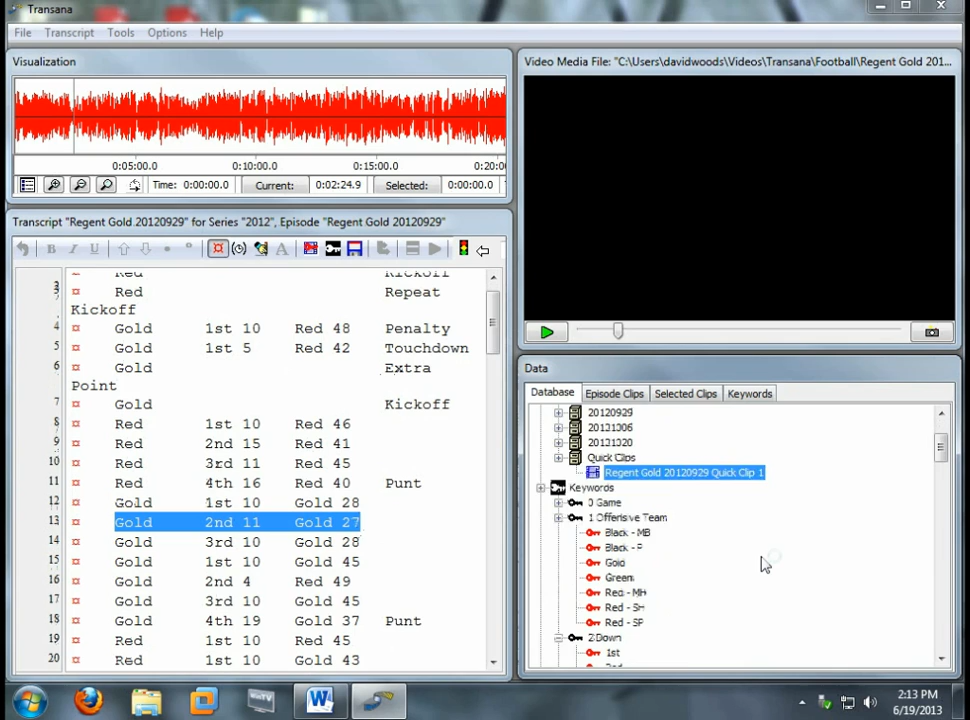 Transana
File Transcript Tools Options Help
Visualization
0:05:00.0 0:10:00.0 0:15:00.0 0:20:0
Time: 0:00:00.0 Current: 0:02:24.9 Selected: 0:00:00.0
Video Media File: "C:\Users\davidwoods\Videos\Transana\Football\Regent Gold 201...
Transcript "Regent Gold 20120929" for Series "2012", Episode "Regent Gold 20120929"
B I U A
Red Kickoff
3 Red Repeat
Kickoff
4 Gold 1st 10 Red 48 Penalty
5 Gold 1st 5 Red 42 Touchdown
6 Gold Extra
Point
7 Gold Kickoff
8 Red 1st 10 Red 46
9 Red 2nd 15 Red 41
10 Red 3rd 11 Red 45
11 Red 4th 16 Red 40 Punt
12 Gold 1st 10 Gold 28
13 Gold 2nd 11 Gold 27
14 Gold 3rd 10 Gold 28
15 Gold 1st 10 Gold 45
16 Gold 2nd 4 Red 49
17 Gold 3rd 10 Gold 45
18 Gold 4th 19 Gold 37 Punt
19 Red 1st 10 Red 45
20 Red 1st 10 Gold 43
Data
Database Episode Clips Selected Clips Keywords
20120929
20121006
20121020
Quick Clips
Regent Gold 20120929 Quick Clip 1
Keywords
0 Game
1 Offensive Team
Black - MB
Black - P
Gold
Green
Red - MH
Red - SH
Red - SP
2 Down
1st
W WinTV
2:13 PM
6/19/2013